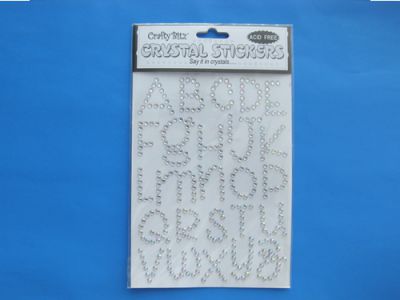 Crafty Bitz
ACID FREE
CRYSTAL STICKERS
Say it in crystals....
ABCDE
FgHIJK
LmnOP
QRSTU
VWXYZ